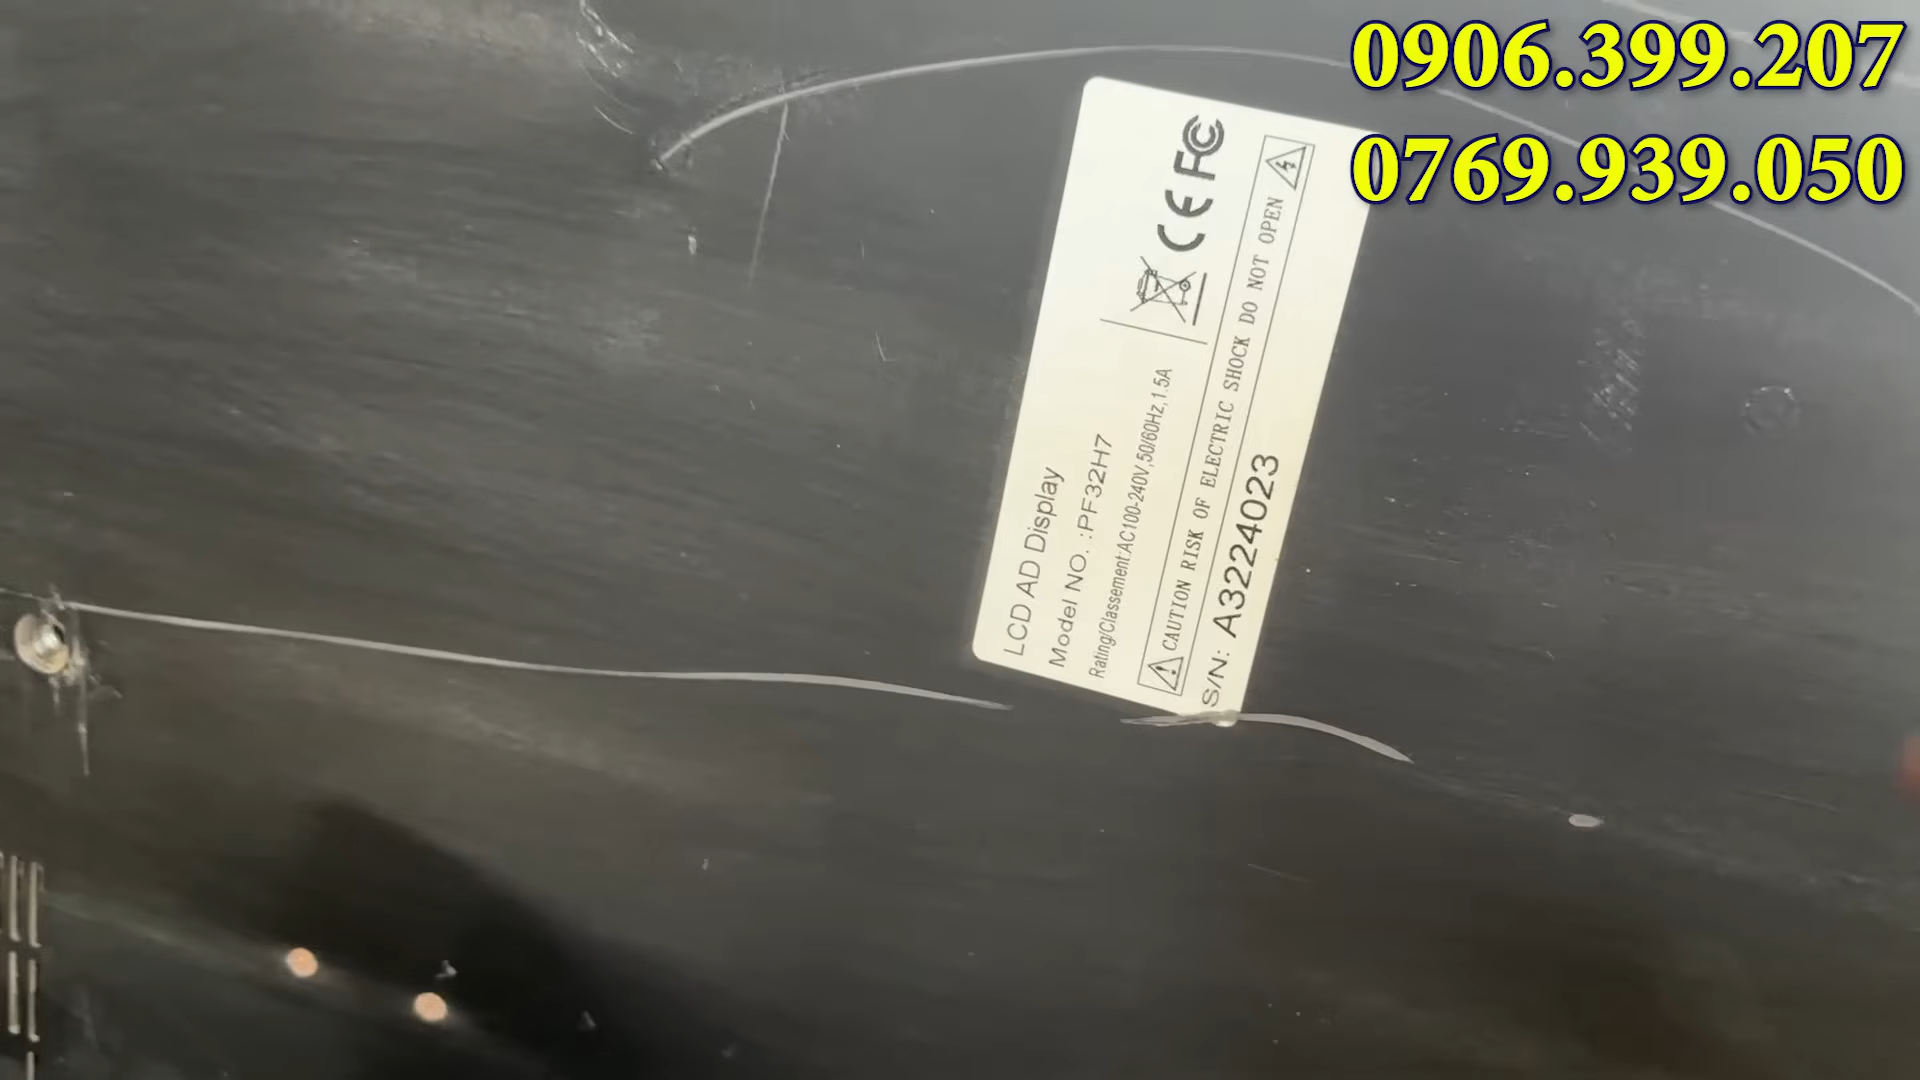 0906.399.207
0769.939.050
LCD AD Display
Model NO. :PF32H7
Rating/Classement:AC100-240V,50/60Hz,1.5A
CE FC
CAUTION RISK OF ELECTRIC SHOCK DO NOT OPEN
S/N: A3224023